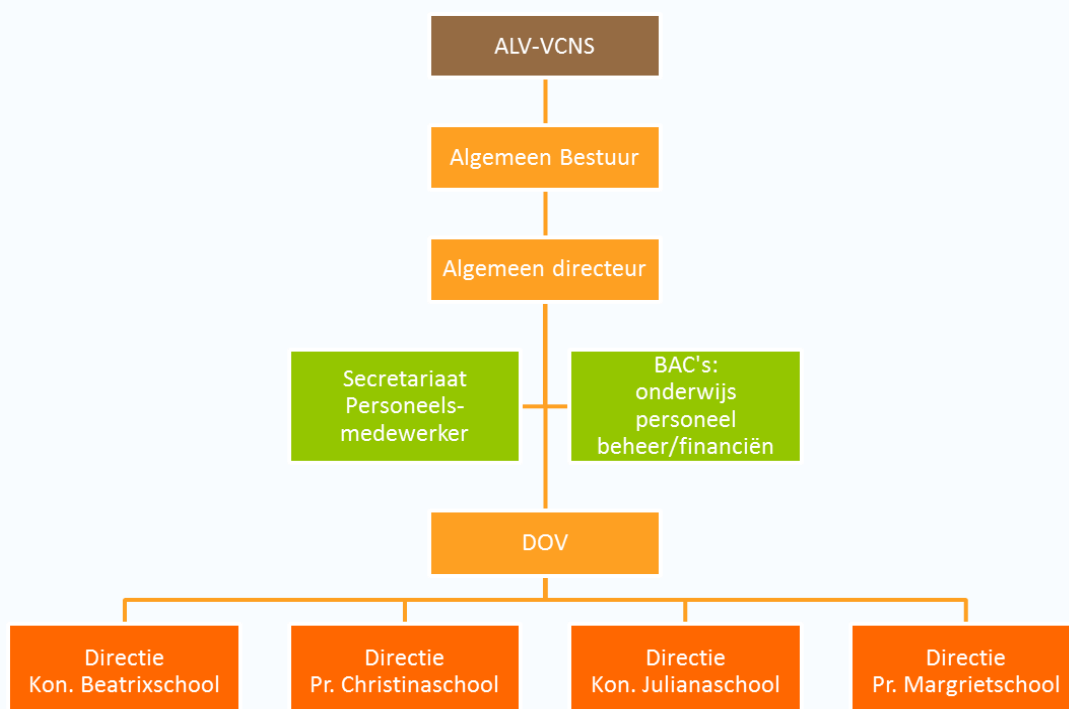 ALV-VCNS
Algemeen Bestuur
Algemeen directeur
Secretariaat
Personeels-
medewerker
BAC's:
onderwijs
personeel
beheer/financiën
DOV
Directie
Kon. Beatrixschool
Directie
Pr. Christinaschool
Directie
Kon. Julianaschool
Directie
Pr. Margrietschool